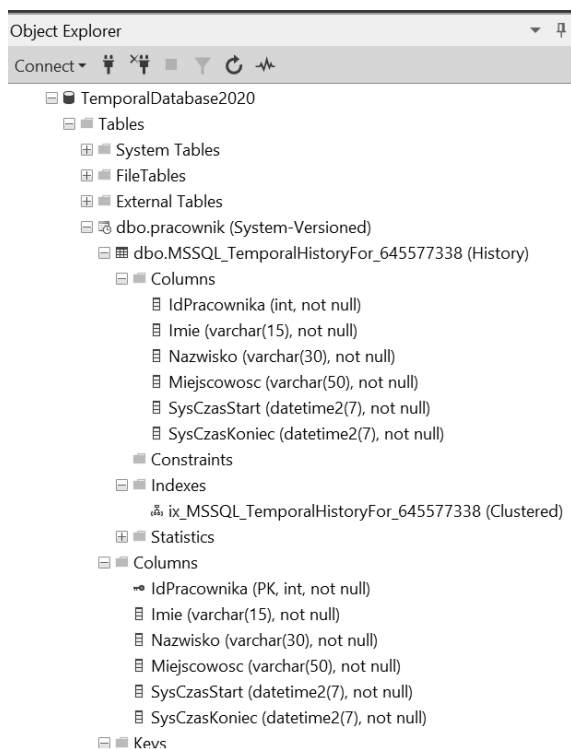 Object Explorer
Connect
TemporalDatabase2020
Tables
System Tables
FileTables
External Tables
dbo.pracownik (System-Versioned)
dbo.MSSQL_TemporalHistoryFor_645577338 (History)
Columns
IdPracownika (int, not null)
Imie (varchar(15), not null)
Nazwisko (varchar(30), not null)
Miejscowosc (varchar(50), not null)
SysCzasStart (datetime2(7), not null)
SysCzasKoniec (datetime2(7), not null)
Constraints
Indexes
ix_MSSQL_TemporalHistoryFor_645577338 (Clustered)
Statistics
Columns
IdPracownika (PK, int, not null)
Imie (varchar(15), not null)
Nazwisko (varchar(30), not null)
Miejscowosc (varchar(50), not null)
SysCzasStart (datetime2(7), not null)
SysCzasKoniec (datetime2(7), not null)
Keys